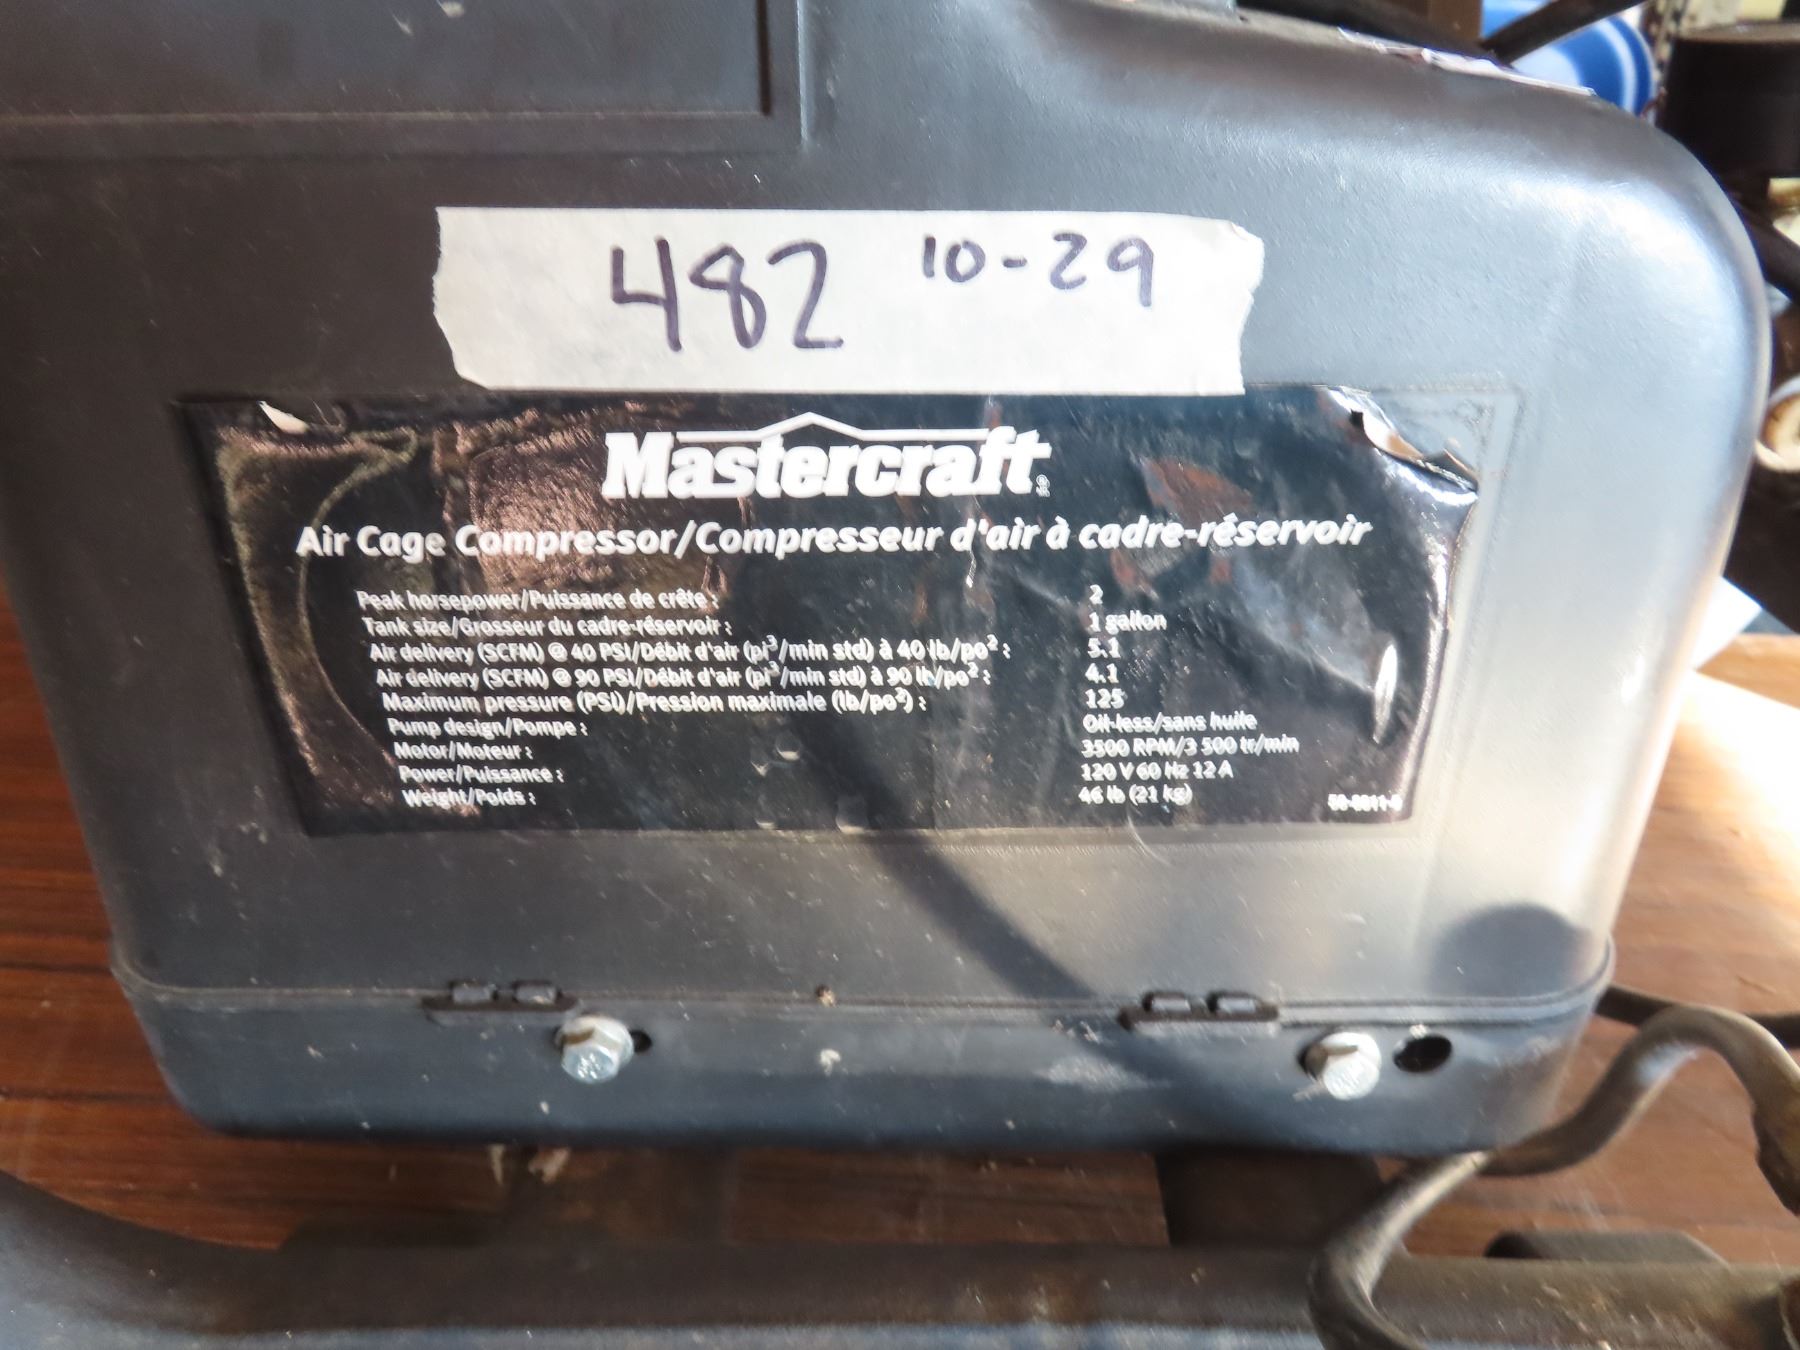 482 10-29
Mastercraft®
Air Cage Compressor/Compresseur d'air à cadre-réservoir
Peak horsepower/Puissance de crête : 2
Tank size/Grosseur du cadre-réservoir : 1 gallon
Air delivery (SCFM) @ 40 PSI/Débit d'air (pi³/min std) à 40 lb/po² : 5.1
Air delivery (SCFM) @ 90 PSI/Débit d'air (pi³/min std) à 90 lb/po² : 4.1
Maximum pressure (PSI)/Pression maximale (lb/po²) : 125
Pump design/Pompe : Oil-less/sans huile
Motor/Moteur : 3500 RPM/3 500 tr/min
Power/Puissance : 120 V 60 Hz 12 A
Weight/Poids : 46 lb (21 kg)